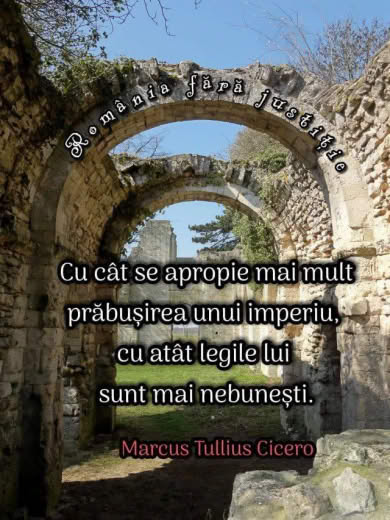 România fără justiție
Cu cât se apropie mai mult
prăbușirea unui imperiu,
cu atât legile lui
sunt mai nebunești.
Marcus Tullius Cicero